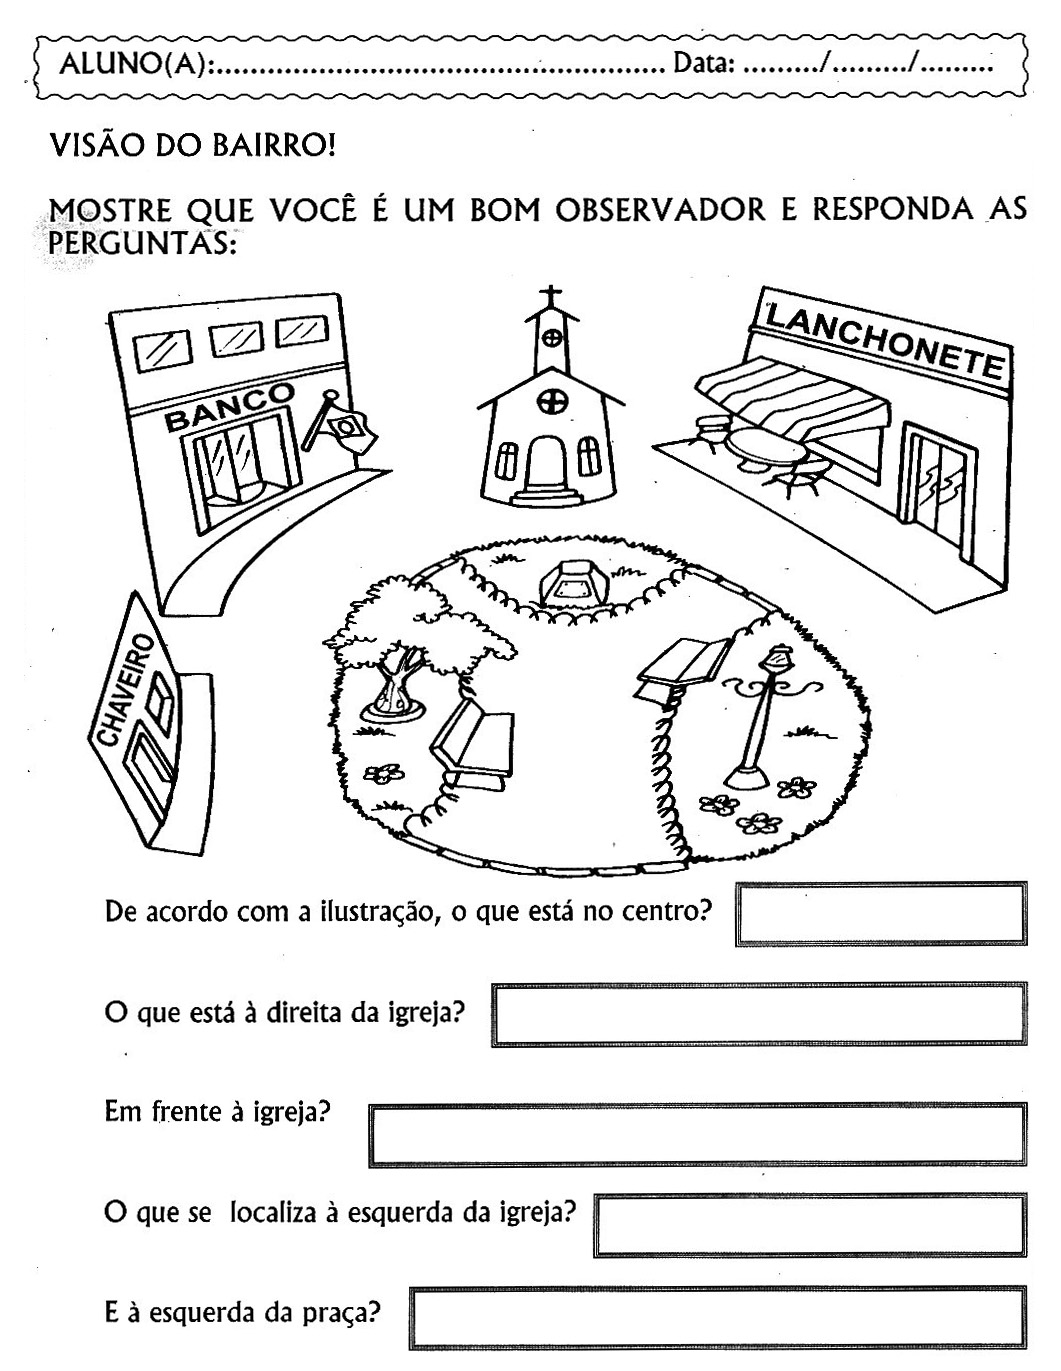 ALUNO(A):..................................................... Data: ........./........./.........
VISÃO DO BAIRRO!
MOSTRE QUE VOCÊ É UM BOM OBSERVADOR E RESPONDA AS
PERGUNTAS:
BANCO
LANCHONETE
CHAVEIRO
De acordo com a ilustração, o que está no centro?
O que está à direita da igreja?
Em frente à igreja?
O que se localiza à esquerda da igreja?
E à esquerda da praça?